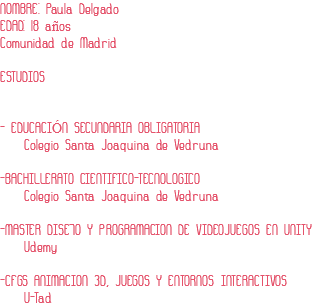 NOMBRE: Paula Delgado
EDAD: 18 años
Comunidad de Madrid
ESTUDIOS
- EDUCACIÓN SECUNDARIA OBLIGATORIA
Colegio Santa Joaquina de Vedruna
-BACHILLERATO CIENTIFICO-TECNOLOGICO
Colegio Santa Joaquina de Vedruna
-MASTER DISE?O Y PROGRAMACION DE VIDEOJUEGOS EN UNITY
Udemy
-CFGS ANIMACION 3D, JUEGOS Y ENTORNOS INTERACTIVOS
U-Tad